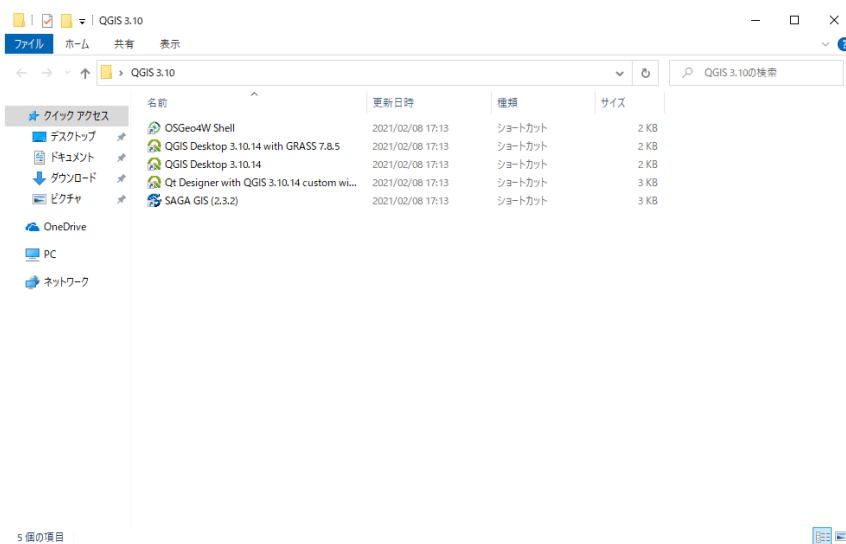 QGIS 3.10
ファイル ホーム 共有 表示
QGIS 3.10 QGIS 3.10の検索
名前 更新日時 種類 サイズ
クイック アクセス
デスクトップ
ドキュメント
ダウンロード
ピクチャ
OneDrive
PC
ネットワーク
OSGeo4W Shell 2021/02/08 17:13 ショートカット 2 KB
QGIS Desktop 3.10.14 with GRASS 7.8.5 2021/02/08 17:13 ショートカット 2 KB
QGIS Desktop 3.10.14 2021/02/08 17:13 ショートカット 2 KB
Qt Designer with QGIS 3.10.14 custom wi... 2021/02/08 17:13 ショートカット 3 KB
SAGA GIS (2.3.2) 2021/02/08 17:13 ショートカット 3 KB
5 個の項目